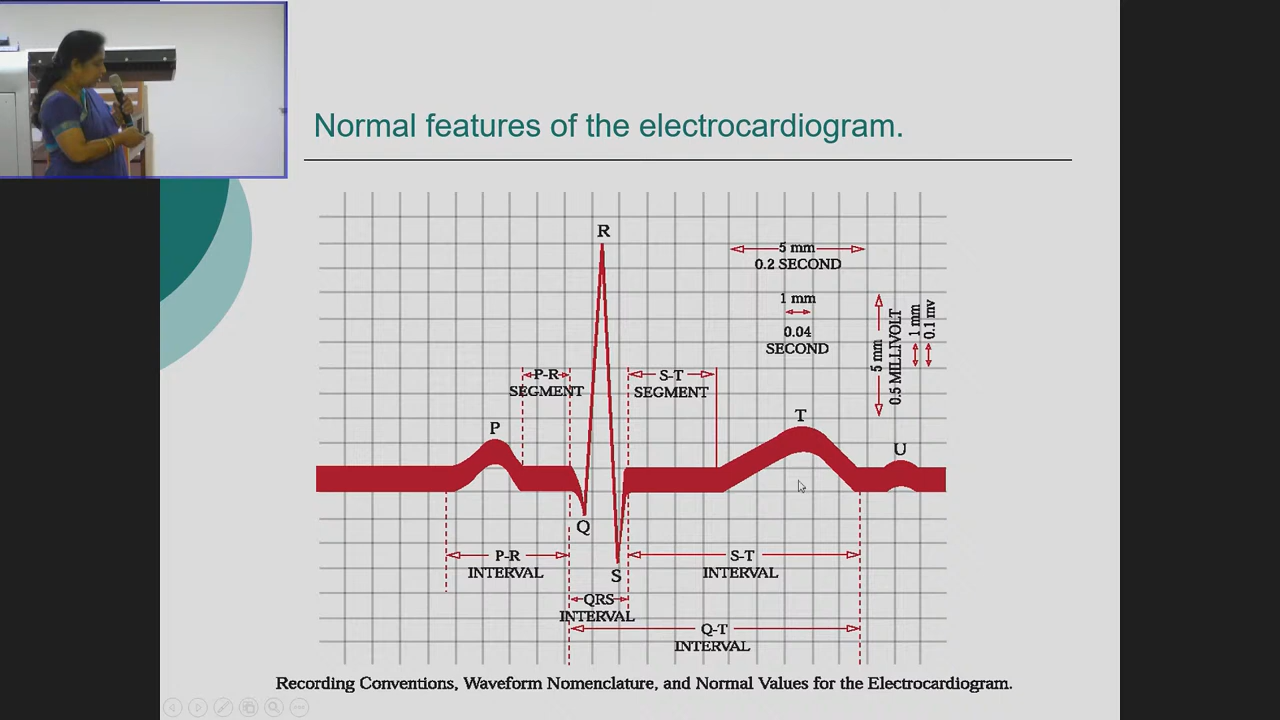 Normal features of the electrocardiogram.
R
5 mm
0.2 SECOND
1 mm
0.04
SECOND
5 mm
0.5 MILLIVOLT
1 mm
0.1 mv
P-R
SEGMENT
S-T
SEGMENT
P
T
U
Q
S
P-R
INTERVAL
S-T
INTERVAL
QRS
INTERVAL
Q-T
INTERVAL
Recording Conventions, Waveform Nomenclature, and Normal Values for the Electrocardiogram.